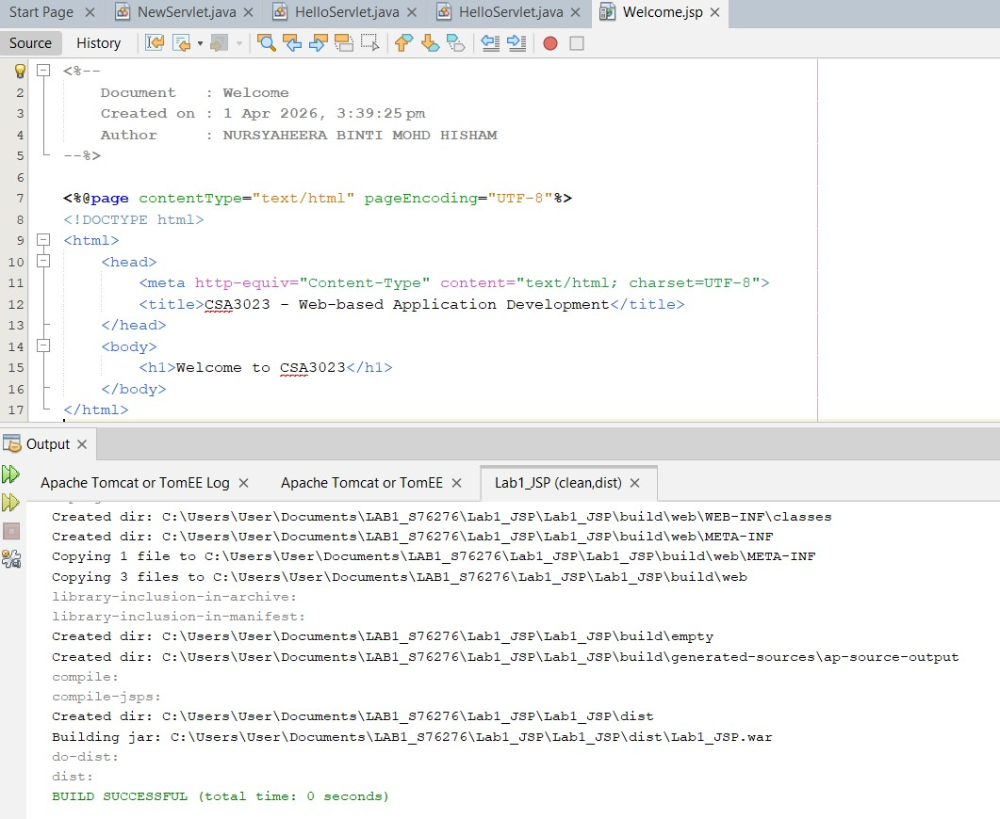 Start Page NewServlet.java HelloServlet.java HelloServlet.java Welcome.jsp
Source History
<%--
2 Document : Welcome
3 Created on : 1 Apr 2026, 3:39:25 pm
4 Author : NURSYAHEERA BINTI MOHD HISHAM
5 --%>
6
7 <%@page contentType="text/html" pageEncoding="UTF-8"%>
8 <!DOCTYPE html>
9 <html>
10 <head>
11 <meta http-equiv="Content-Type" content="text/html; charset=UTF-8">
12 <title>CSA3023 - Web-based Application Development</title>
13 </head>
14 <body>
15 <h1>Welcome to CSA3023</h1>
16 </body>
17 </html>
Output
Apache Tomcat or TomEE Log Apache Tomcat or TomEE Lab1_JSP (clean,dist)
Created dir: C:\Users\User\Documents\LAB1_S76276\Lab1_JSP\Lab1_JSP\build\web\WEB-INF\classes
Created dir: C:\Users\User\Documents\LAB1_S76276\Lab1_JSP\Lab1_JSP\build\web\META-INF
Copying 1 file to C:\Users\User\Documents\LAB1_S76276\Lab1_JSP\Lab1_JSP\build\web\META-INF
Copying 3 files to C:\Users\User\Documents\LAB1_S76276\Lab1_JSP\Lab1_JSP\build\web
library-inclusion-in-archive:
library-inclusion-in-manifest:
Created dir: C:\Users\User\Documents\LAB1_S76276\Lab1_JSP\Lab1_JSP\build\empty
Created dir: C:\Users\User\Documents\LAB1_S76276\Lab1_JSP\Lab1_JSP\build\generated-sources\ap-source-output
compile:
compile-jsps:
Created dir: C:\Users\User\Documents\LAB1_S76276\Lab1_JSP\Lab1_JSP\dist
Building jar: C:\Users\User\Documents\LAB1_S76276\Lab1_JSP\Lab1_JSP\dist\Lab1_JSP.war
do-dist:
dist:
BUILD SUCCESSFUL (total time: 0 seconds)